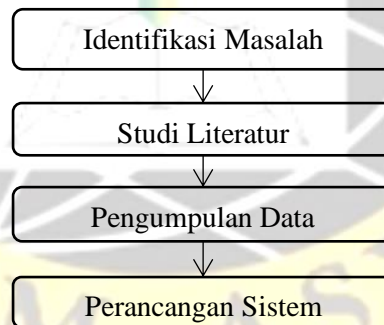 Identifikasi Masalah
Studi Literatur
Pengumpulan Data
Perancangan Sistem